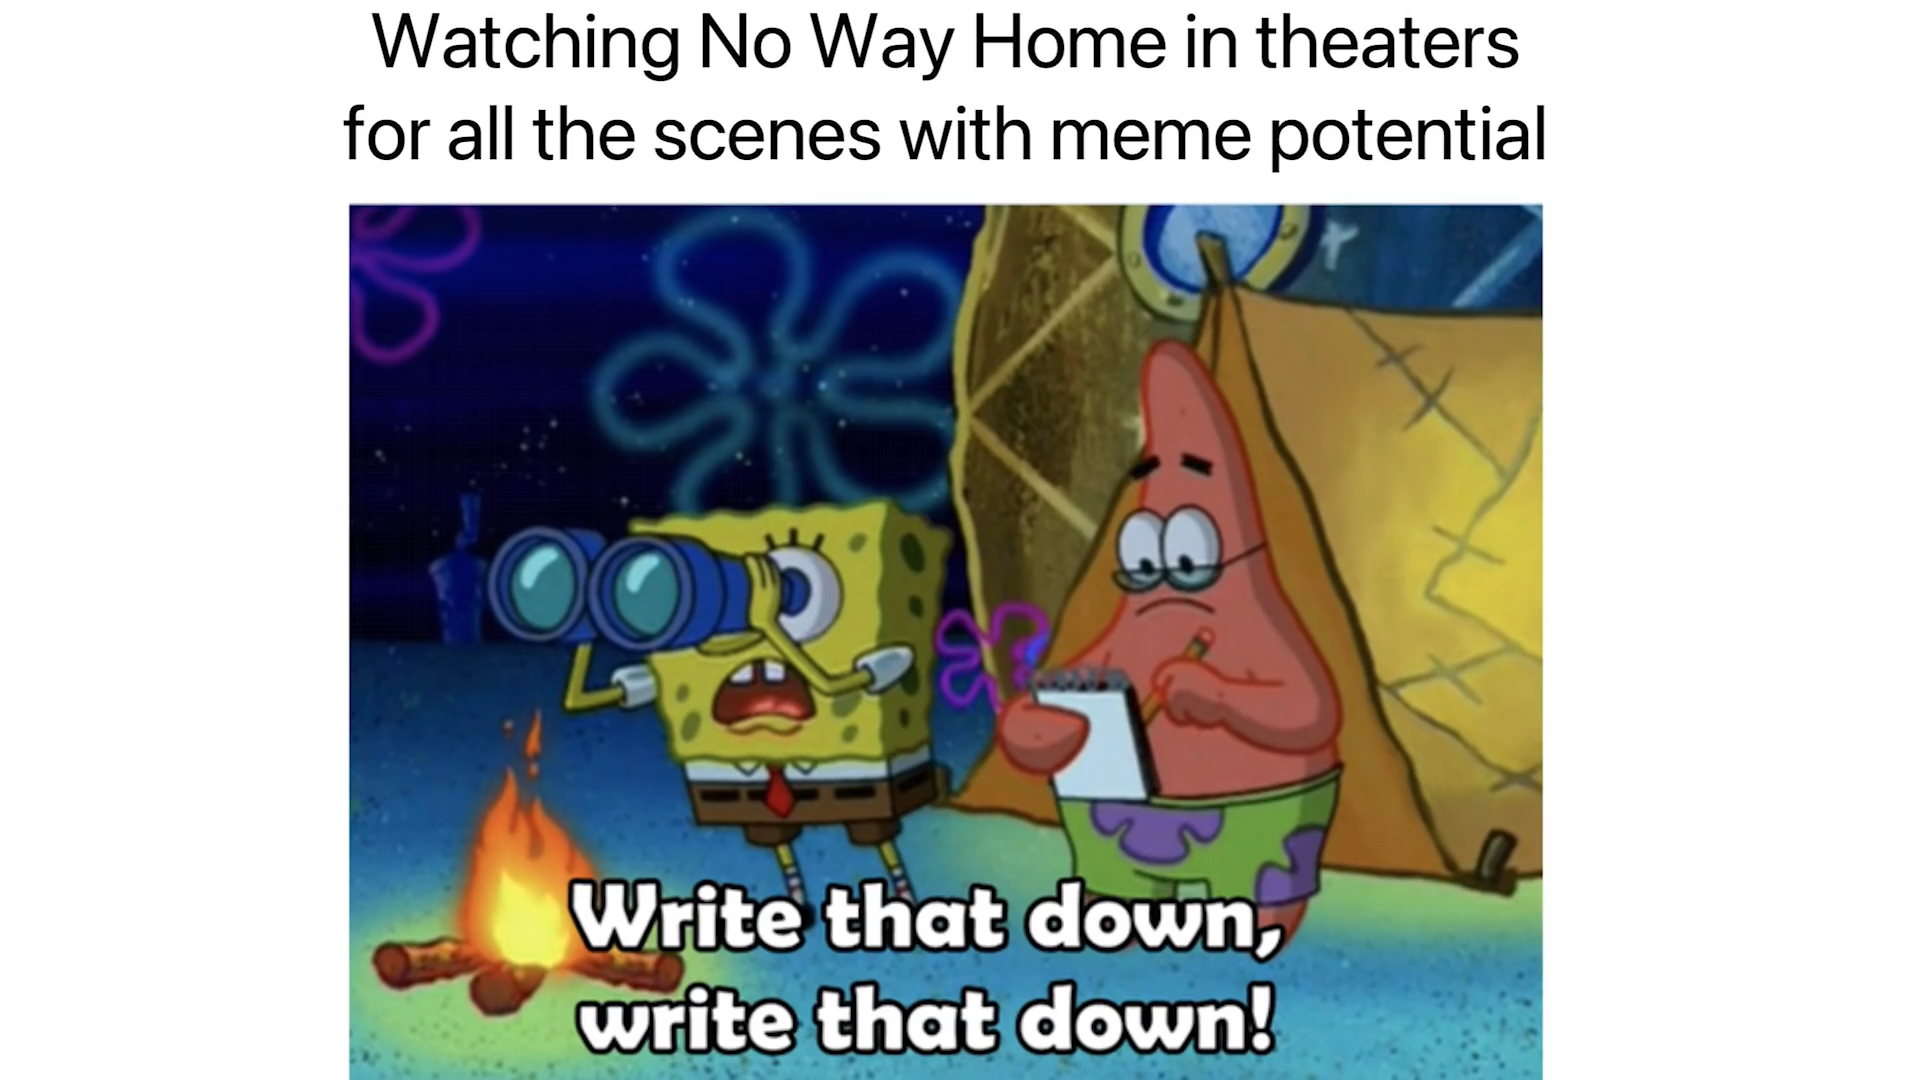 Watching No Way Home in theaters
for all the scenes with meme potential
Write that down,
write that down!